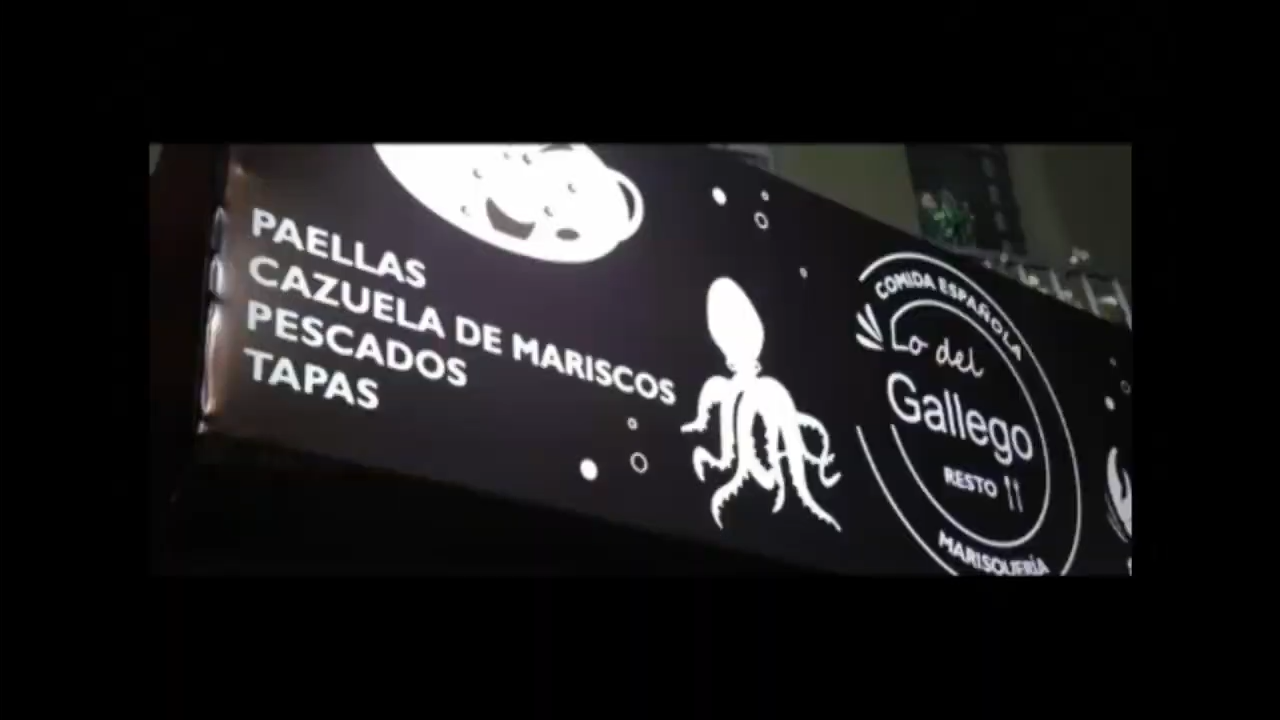 PAELLAS
CAZUELA DE MARISCOS
PESCADOS
TAPAS
COMIDA ESPAÑOLA
Lo del
Gallego
RESTO
MARISQUERÍA